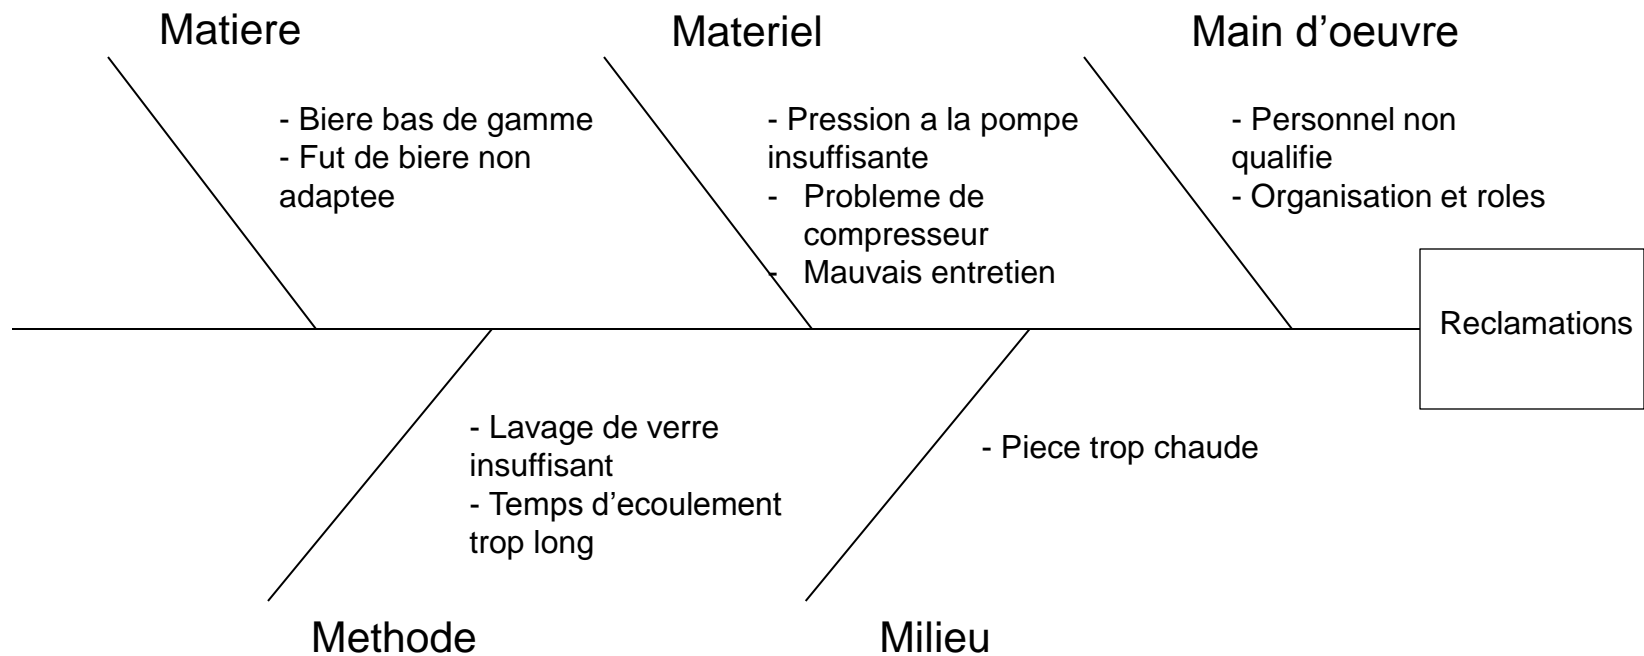 Matiere
Materiel
Main d’oeuvre
- Biere bas de gamme
- Fut de biere non
adaptee
- Pression a la pompe
insuffisante
- Probleme de
compresseur
- Mauvais entretien
- Personnel non
qualifie
- Organisation et roles
Reclamations
- Lavage de verre
insuffisant
- Temps d’ecoulement
trop long
- Piece trop chaude
Methode
Milieu